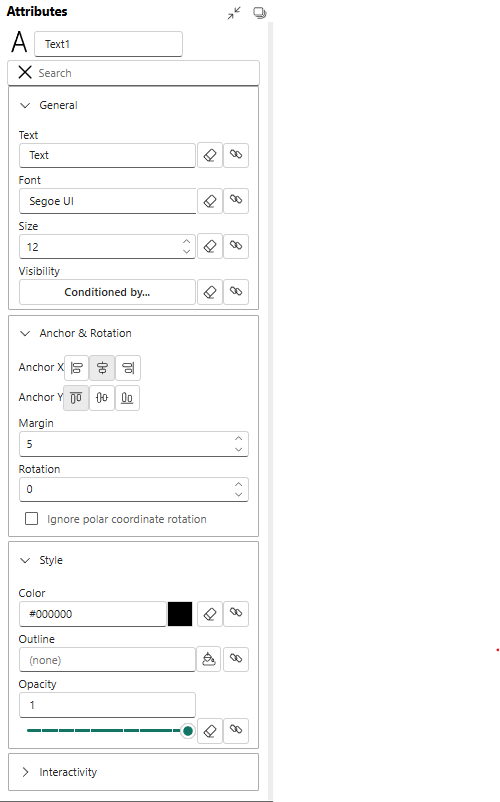 Attributes
Text1
Search
General
Text
Text
Font
Segoe UI
Size
12
Visibility
Conditioned by...
Anchor & Rotation
Anchor X
Anchor Y
Margin
5
Rotation
0
Ignore polar coordinate rotation
Style
Color
#000000
Outline
(none)
Opacity
1
Interactivity